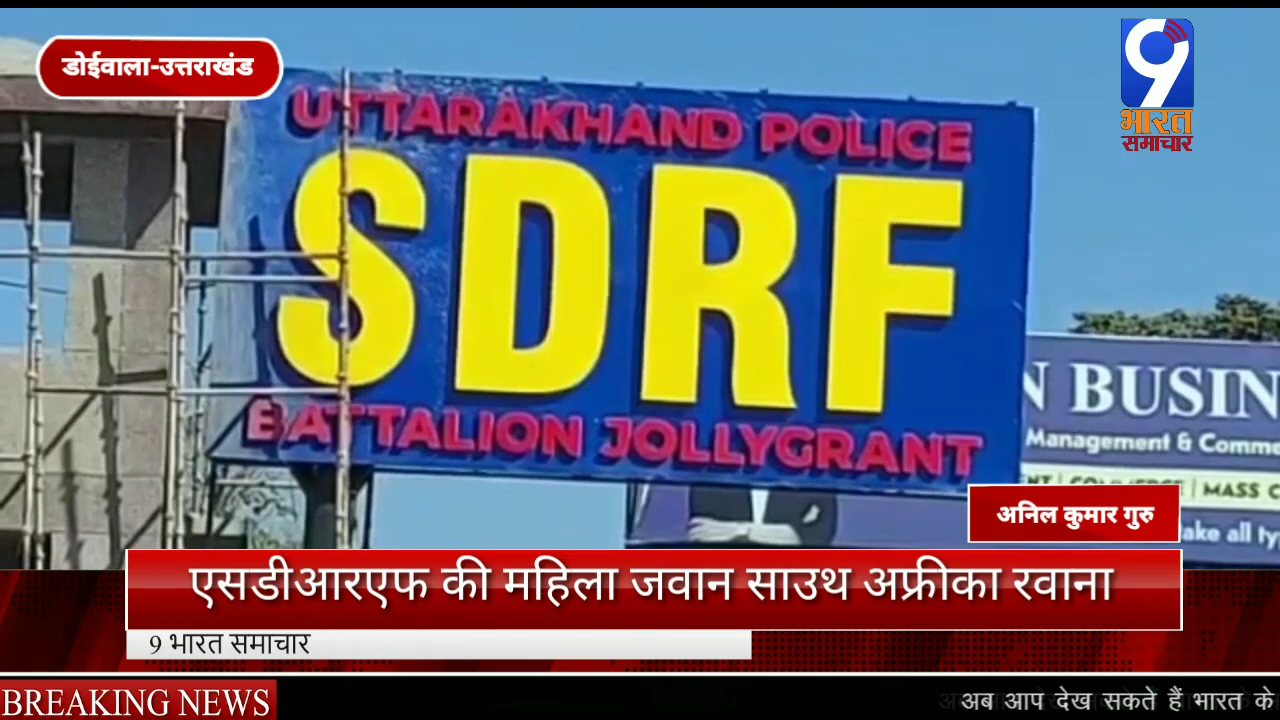 डोईवाला-उत्तराखंड
9
भारत
समाचार
UTTARAKHAND POLICE
SDRF
BATTALION JOLLYGRANT
N BUSIN
Management & Comme
COMMERCE | MASS C
ake all ty
अनिल कुमार गुरु
एसडीआरएफ की महिला जवान साउथ अफ्रीका रवाना
9 भारत समाचार
BREAKING NEWS
अब आप देख सकते हैं भारत के